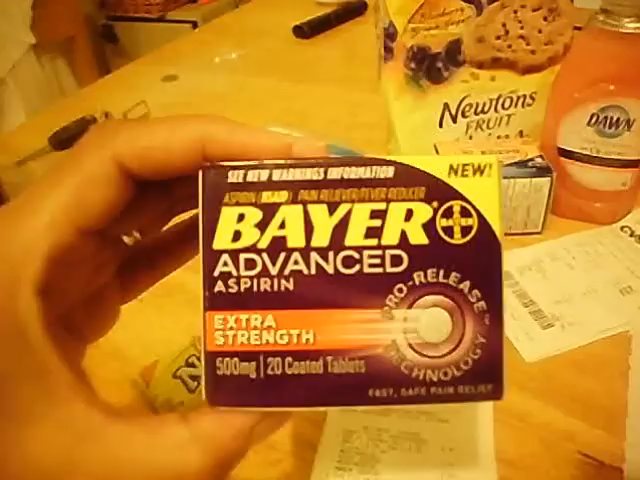 SEE NEW WARNINGS INFORMATION
NEW!
ASPIRIN (NSAID) PAIN RELIEVER/FEVER REDUCER
BAYER
BAYER
ADVANCED
ASPIRIN
PRO-RELEASE
TECHNOLOGY
EXTRA
STRENGTH
500mg | 20 Coated Tablets
FAST, SAFE PAIN RELIEF
Newtons
FRUIT
DAWN